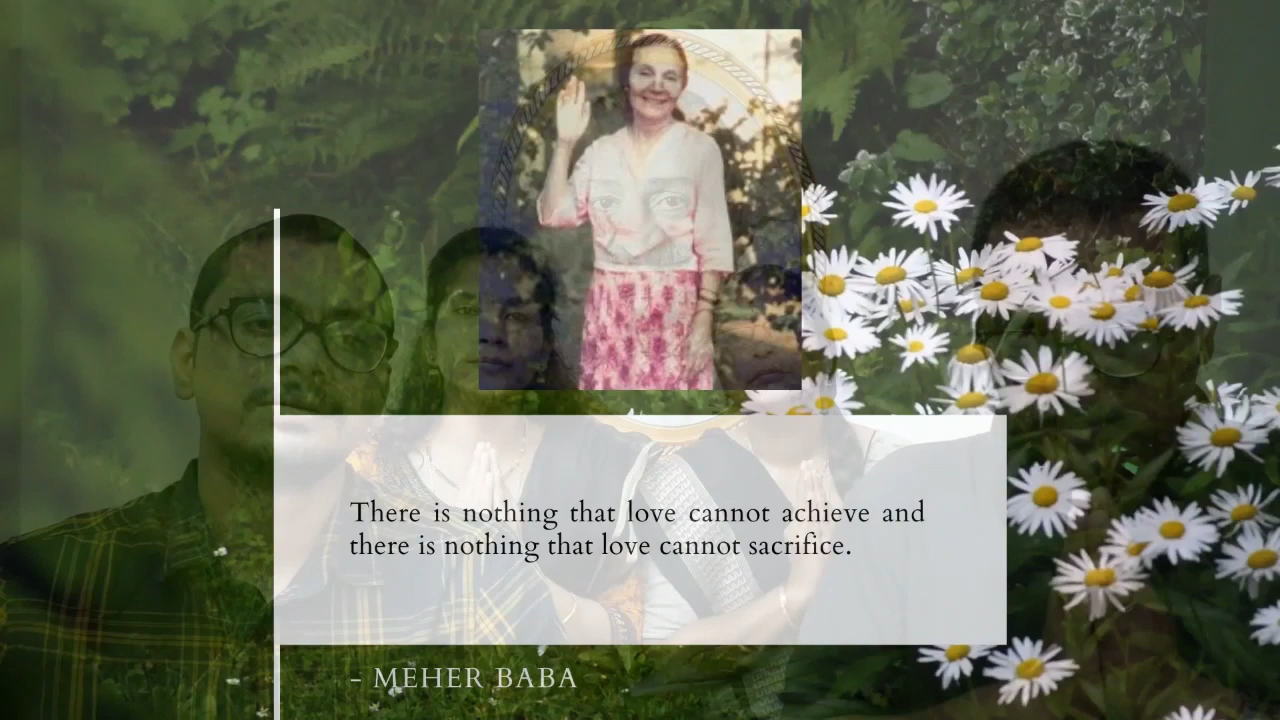 There is nothing that love cannot achieve and
there is nothing that love cannot sacrifice.
- MEHER BABA